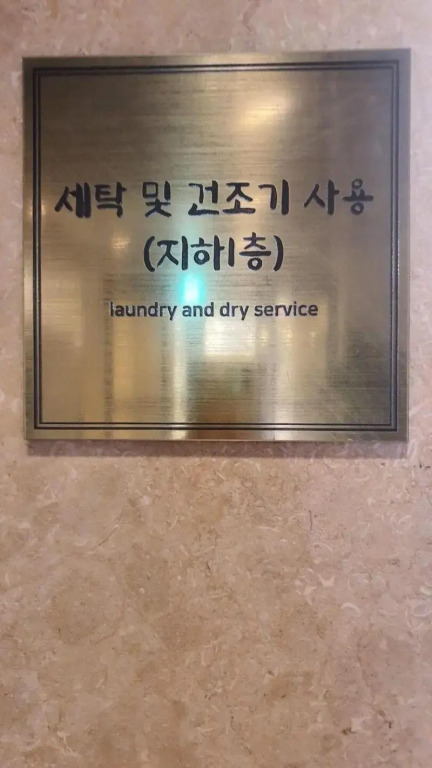 세탁 및 건조기 사용
(지하1층)
laundry and dry service